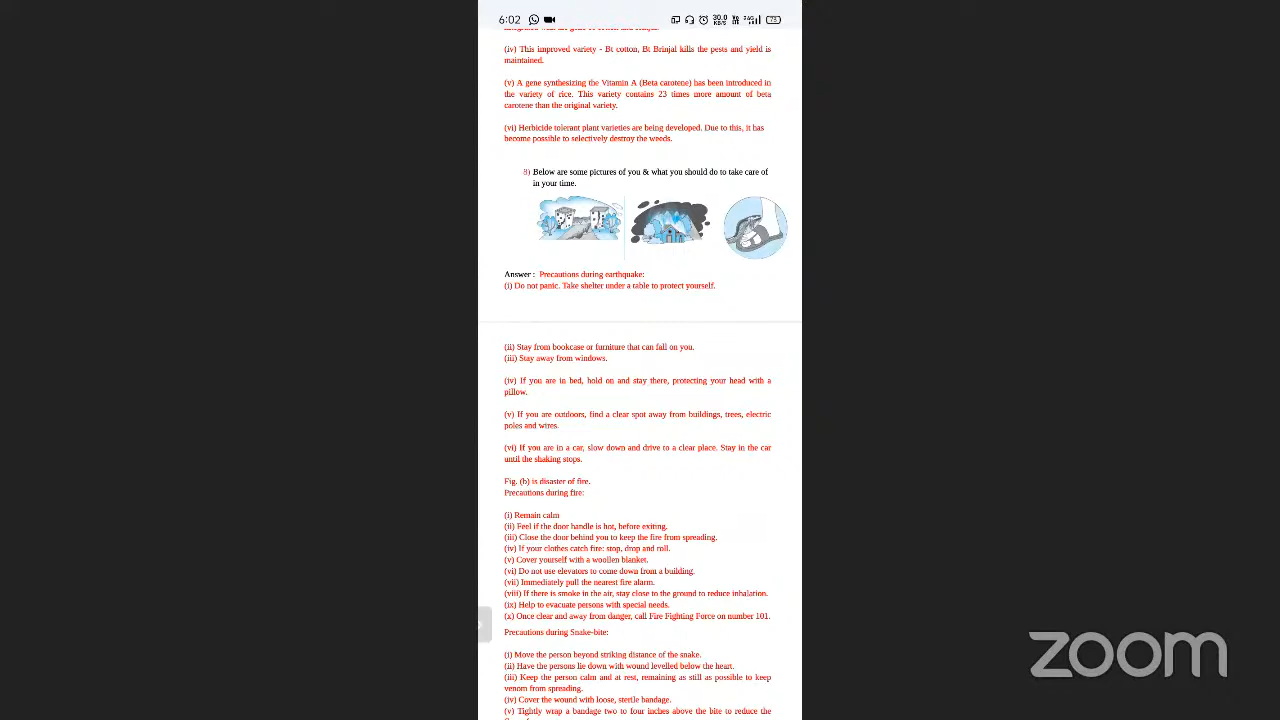 6:02
30.0
KB/S
Vo
LTE
73
(iv) This improved variety - Bt cotton, Bt Brinjal kills the pests and yield is
maintained.
(v) A gene synthesizing the Vitamin A (Beta carotene) has been introduced in
the variety of rice. This variety contains 23 times more amount of beta
carotene than the original variety.
(vi) Herbicide tolerant plant varieties are being developed. Due to this, it has
become possible to selectively destroy the weeds.
8) Below are some pictures of you & what you should do to take care of
in your time.
Answer : Precautions during earthquake:
(i) Do not panic. Take shelter under a table to protect yourself.
(ii) Stay from bookcase or furniture that can fall on you.
(iii) Stay away from windows.
(iv) If you are in bed, hold on and stay there, protecting your head with a
pillow.
(v) If you are outdoors, find a clear spot away from buildings, trees, electric
poles and wires.
(vi) If you are in a car, slow down and drive to a clear place. Stay in the car
until the shaking stops.
Fig. (b) is disaster of fire.
Precautions during fire:
(i) Remain calm
(ii) Feel if the door handle is hot, before exiting.
(iii) Close the door behind you to keep the fire from spreading.
(iv) If your clothes catch fire: stop, drop and roll.
(v) Cover yourself with a woollen blanket.
(vi) Do not use elevators to come down from a building.
(vii) Immediately pull the nearest fire alarm.
(viii) If there is smoke in the air, stay close to the ground to reduce inhalation.
(ix) Help to evacuate persons with special needs.
(x) Once clear and away from danger, call Fire Fighting Force on number 101.
Precautions during Snake-bite:
(i) Move the person beyond striking distance of the snake.
(ii) Have the persons lie down with wound levelled below the heart.
(iii) Keep the person calm and at rest, remaining as still as possible to keep
venom from spreading.
(iv) Cover the wound with loose, sterile bandage.
(v) Tightly wrap a bandage two to four inches above the bite to reduce the
zoom